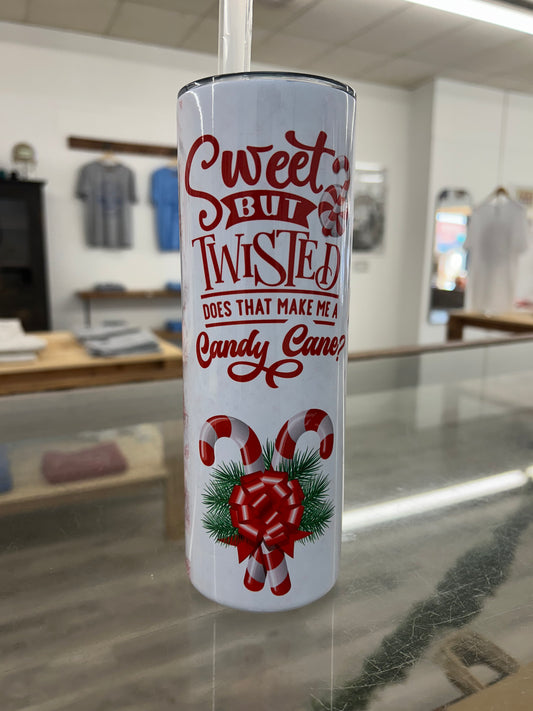 Sweet
BUT
TWISTED
DOES THAT MAKE ME A
Candy Cane?